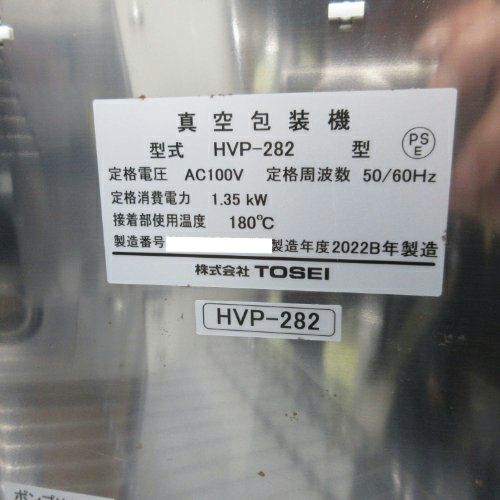 真空包装機
型式 HVP-282 型
PS
E
定格電圧 AC100V 定格周波数 50/60Hz
定格消費電力 1.35 kW
接着部使用温度 180℃
製造番号 製造年度2022B年製造
株式会社 TOSEI
HVP-282